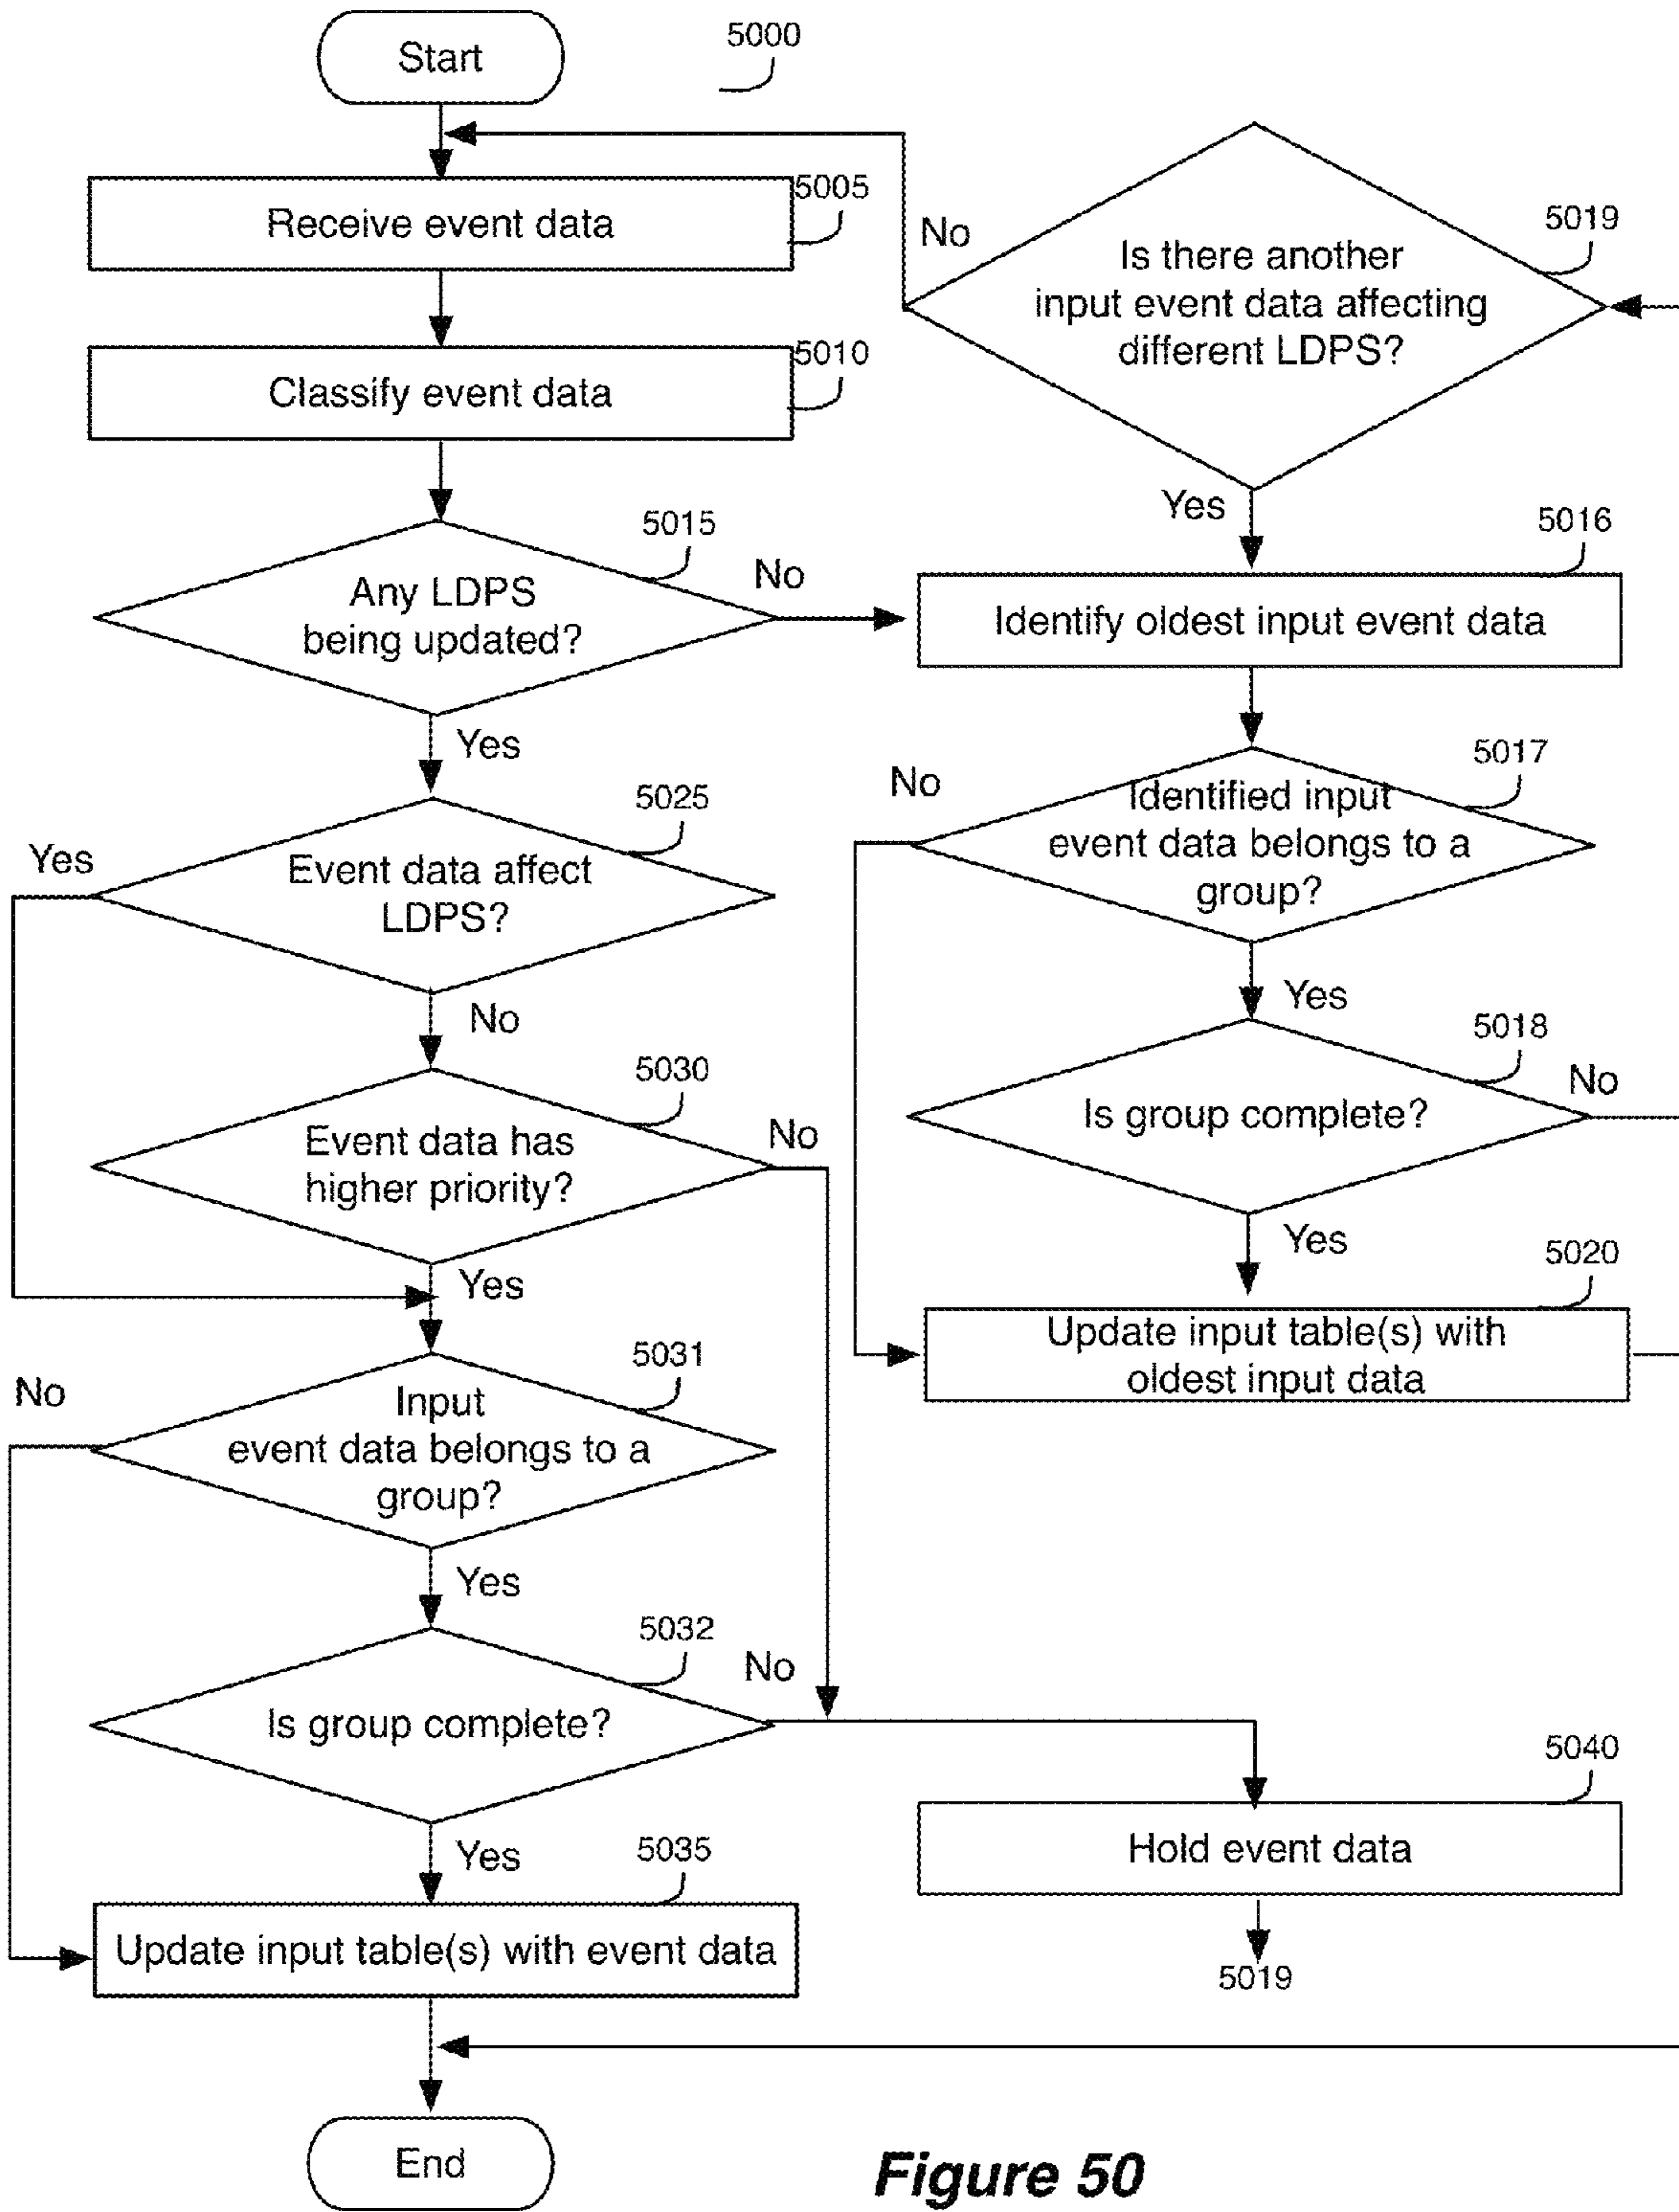 Start
5000
5005
Receive event data
5010
Classify event data
5015
Any LDPS
being updated?
No
Yes
5025
Event data affect
LDPS?
Yes
No
5030
Event data has
higher priority?
No
Yes
5031
Input
event data belongs to a
group?
No
Yes
5032
Is group complete?
No
Yes
5035
Update input table(s) with event data
End
5019
Is there another
input event data affecting
different LDPS?
No
Yes
5016
Identify oldest input event data
5017
Identified input
event data belongs to a
group?
No
Yes
5018
Is group complete?
No
Yes
5020
Update input table(s) with
oldest input data
5040
Hold event data
5019
Figure 50